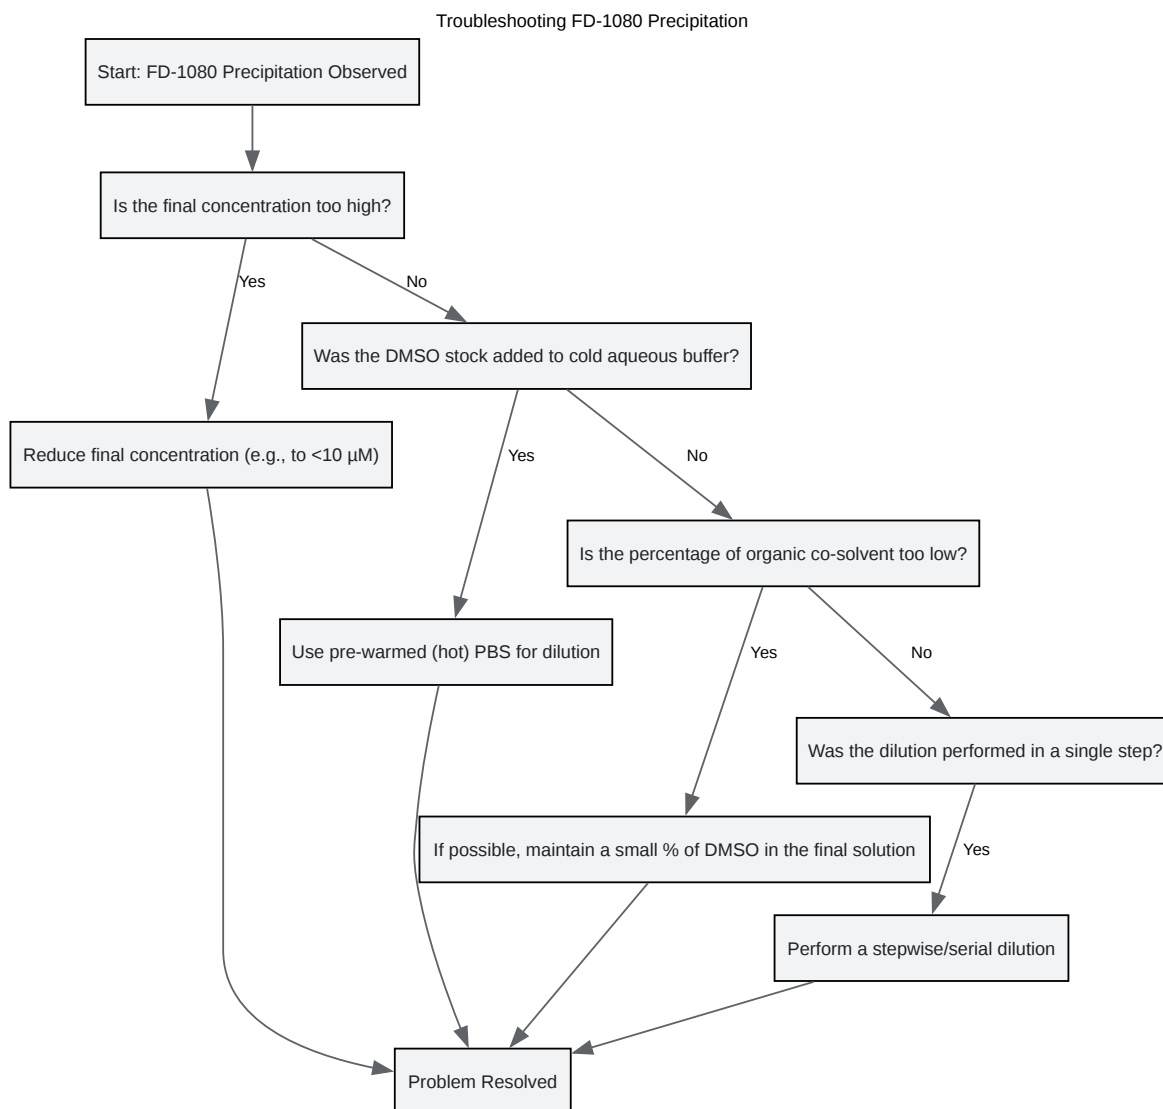 Troubleshooting FD-1080 Precipitation
Start: FD-1080 Precipitation Observed
Is the final concentration too high?
Yes
No
Was the DMSO stock added to cold aqueous buffer?
Reduce final concentration (e.g., to <10 µM)
Yes
No
Is the percentage of organic co-solvent too low?
Use pre-warmed (hot) PBS for dilution
Yes
No
Was the dilution performed in a single step?
If possible, maintain a small % of DMSO in the final solution
Yes
Perform a stepwise/serial dilution
Problem Resolved